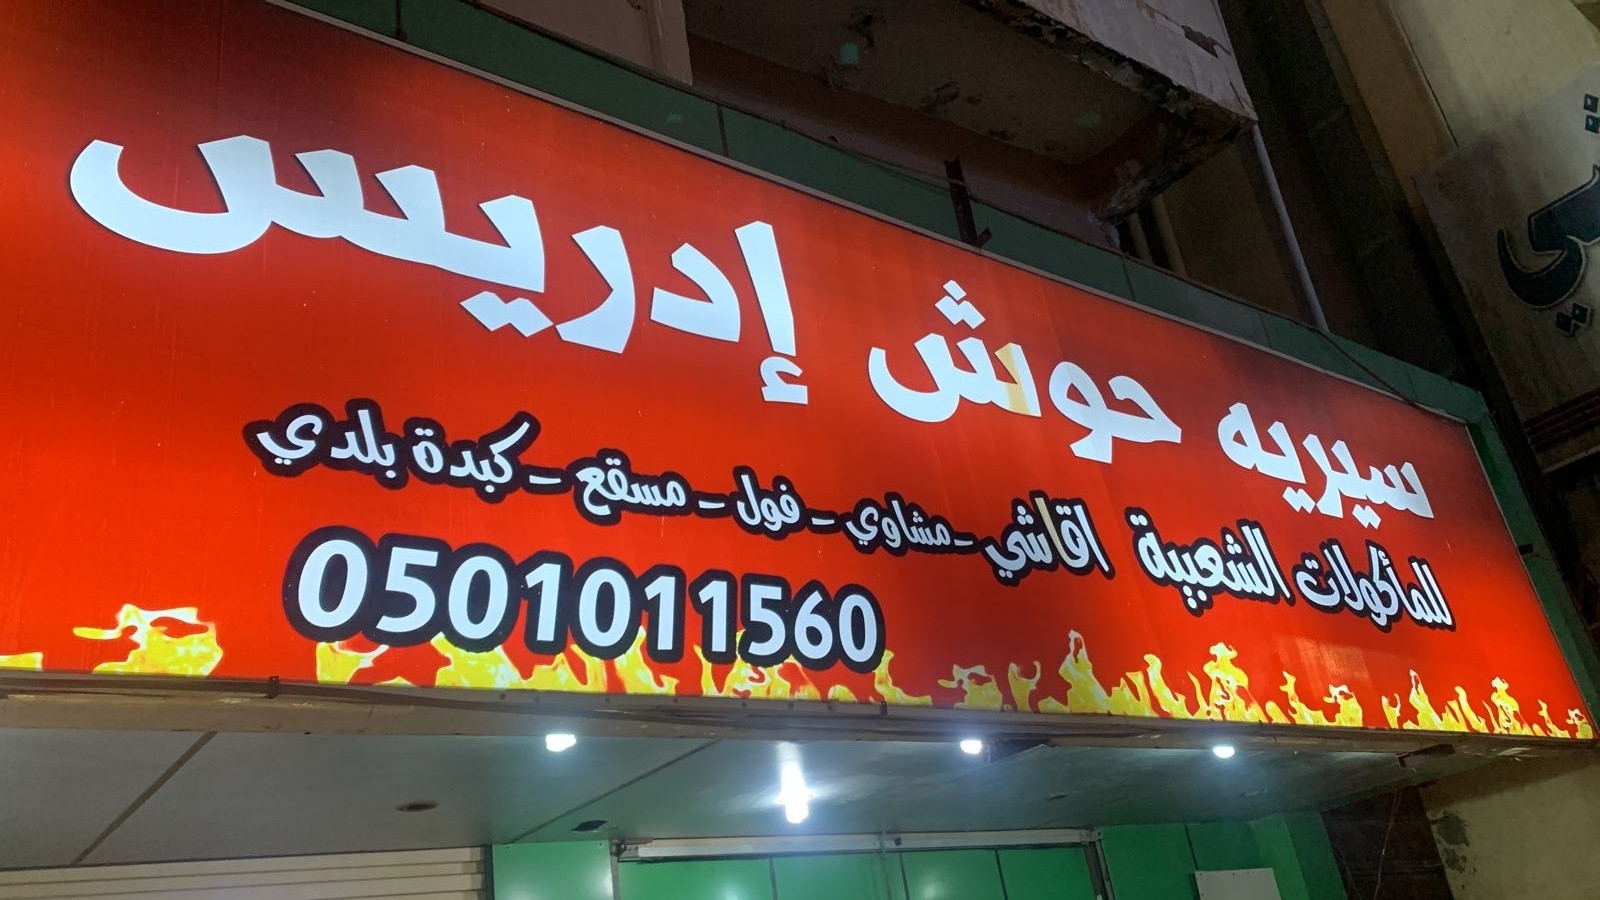 سيريه حوش إدريس
للمأكولات الشعبية اقاشي - مشاوي - فول - مسقع - كبدة بلدي
0501011560